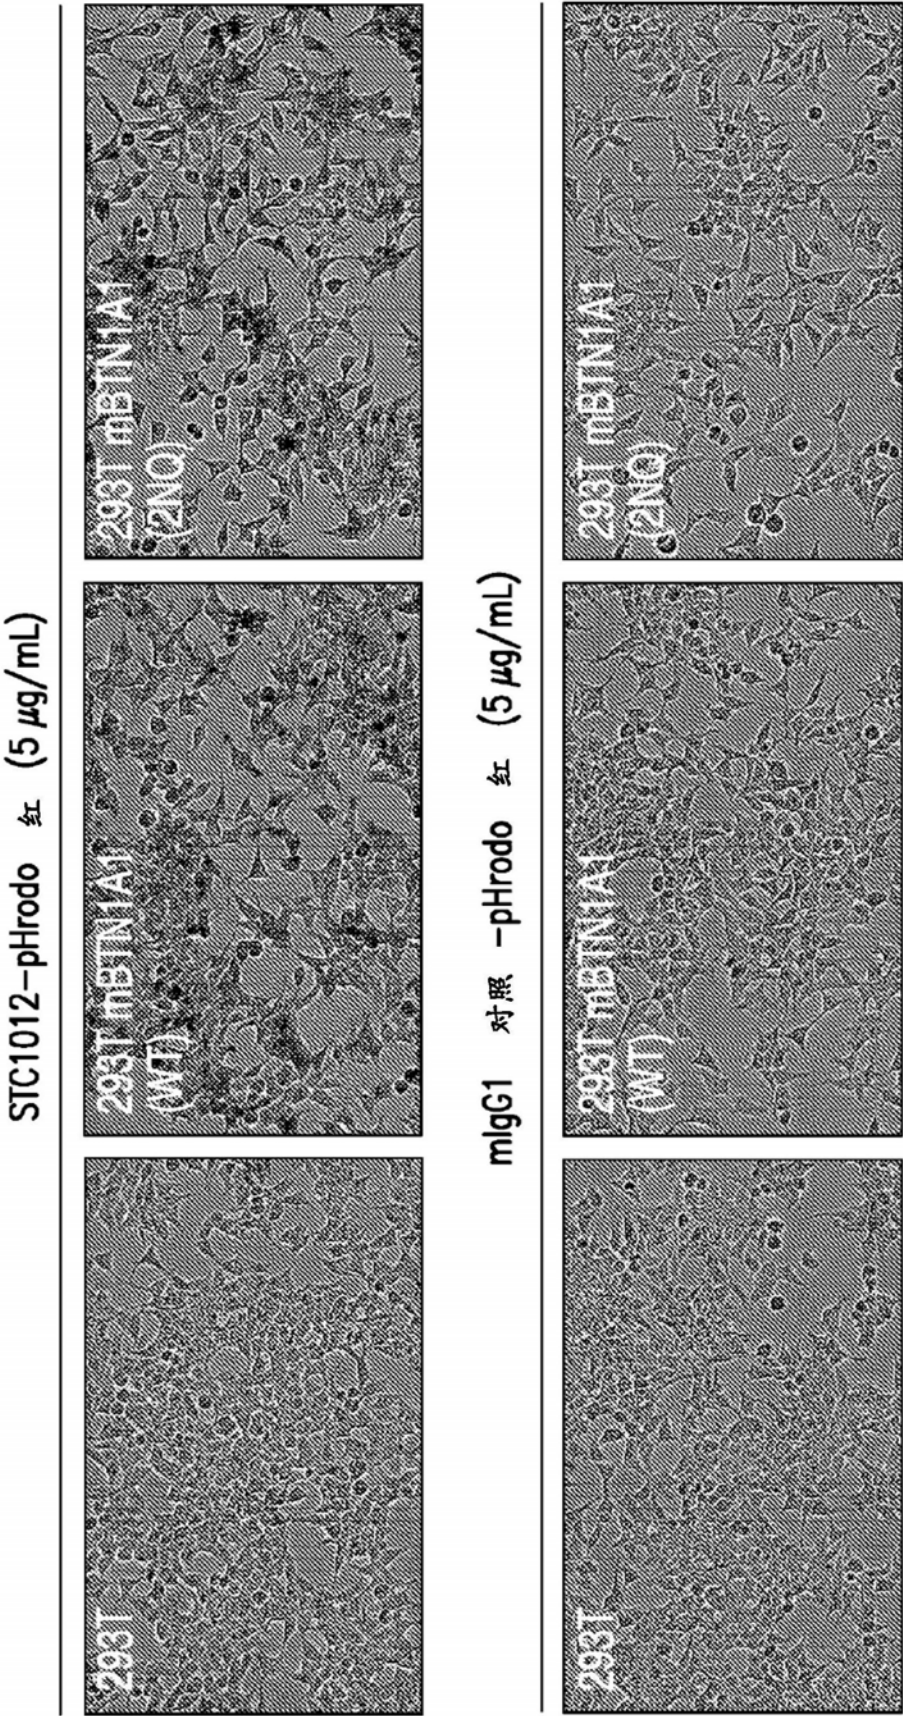 STC1012-pHrodo 红 (5 μg/mL)
293T
293T mBTN1A1
(WT)
293T mBTN1A1
(2NQ)
mIgG1 对照 -pHrodo 红 (5 μg/mL)
293T
293T mBTN1A1
(WT)
293T mBTN1A1
(2NQ)